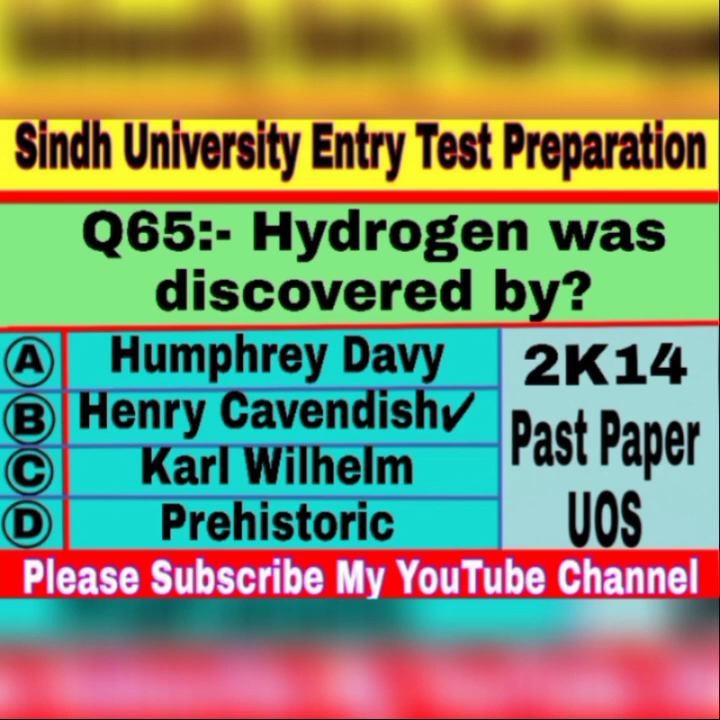 Sindh University Entry Test Preparation
Q65:- Hydrogen was
discovered by?
A Humphrey Davy
B Henry Cavendish✓
C Karl Wilhelm
D Prehistoric
2K14
Past Paper
UOS
Please Subscribe My YouTube Channel